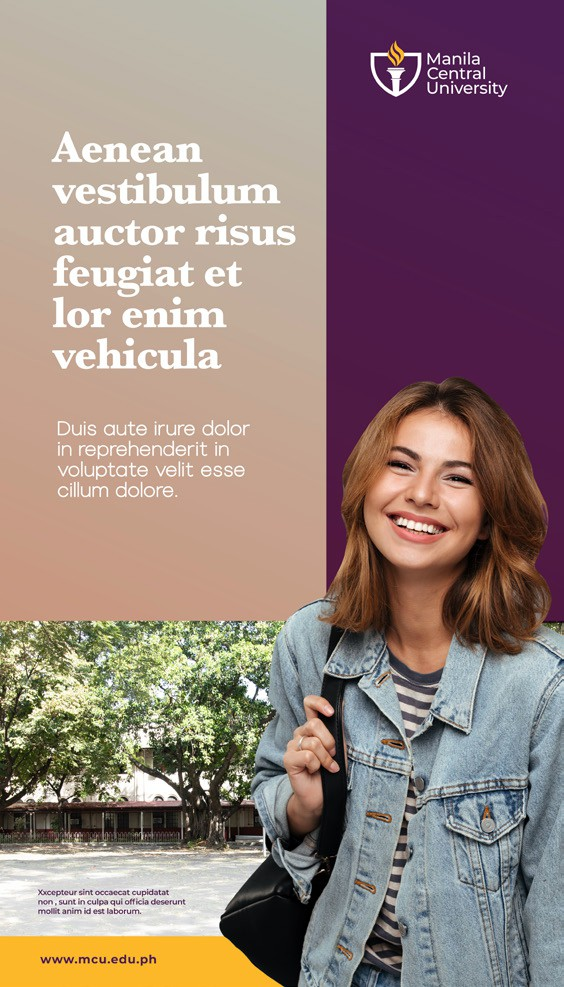 Manila
Central
University
Aenean
vestibulum
auctor risus
feugiat et
lor enim
vehicula
Duis aute irure dolor
in reprehenderit in
voluptate velit esse
cillum dolore.
Xxcepteur sint occaecat cupidatat
non , sunt in culpa qui officia deserunt
mollit anim id est laborum.
www.mcu.edu.ph